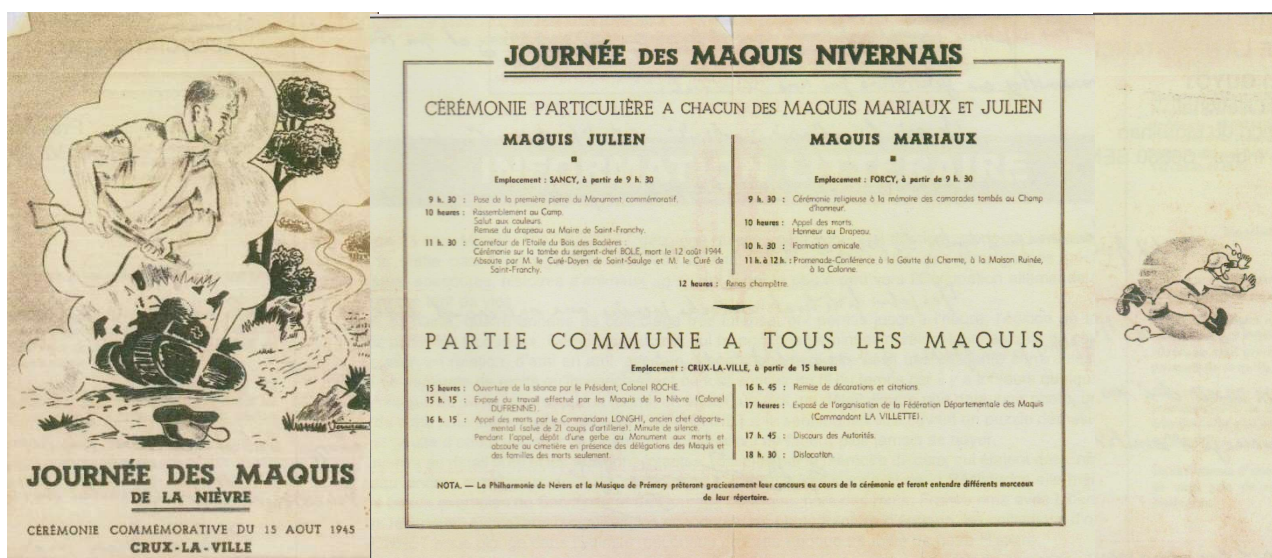 JOURNÉE DES MAQUIS
DE LA NIÈVRE
CÉRÉMONIE COMMÉMORATIVE DU 15 AOUT 1945
CRUX-LA-VILLE
JOURNÉE DES MAQUIS NIVERNAIS
CÉRÉMONIE PARTICULIÈRE A CHACUN DES MAQUIS MARIAUX ET JULIEN
MAQUIS JULIEN
Emplacement : SANCY, à partir de 9 h. 30
9 h. 30 : Pose de la première pierre du Monument commémoratif.
10 heures : Rassemblement au Camp.
Salut aux couleurs.
Remise du drapeau au Maire de Saint-Franchy.
11 h. 30 : Carrefour de l'Etoile du Bois des Badières :
Cérémonie sur la tombe du sergent-chef BOLE, mort le 12 août 1944.
Absoute par M. le Curé-Doyen de Saint-Saulge et M. le Curé de
Saint-Franchy.
MAQUIS MARIAUX
Emplacement : FORCY, à partir de 9 h. 30
9 h. 30 : Cérémonie religieuse à la mémoire des camarades tombés au Champ
d'honneur.
10 heures : Appel des morts.
Honneur au Drapeau.
10 h. 30 : Formation amicale.
11 h. à 12 h. : Promenade-Conférence à la Goutte du Charme, à la Maison Ruinée,
à la Colonne.
12 heures : Repas champêtre.
PARTIE COMMUNE A TOUS LES MAQUIS
Emplacement : CRUX-LA-VILLE, à partir de 15 heures
15 heures : Ouverture de la séance par le Président, Colonel ROCHE.
15 h. 15 : Exposé du travail effectué par les Maquis de la Nièvre (Colonel
DUFRENNE).
16 h. 15 : Appel des morts par le Commandant LONGHI, ancien chef départe-
mental (salve de 21 coups d'artillerie). Minute de silence.
Pendant l'appel, dépôt d'une gerbe au Monument aux morts et
absoute au cimetière en présence des délégations des Maquis et
des familles des morts seulement.
16 h. 45 : Remise de décorations et citations.
17 heures : Exposé de l'organisation de la Fédération Départementale des Maquis
(Commandant LA VILLETTE).
17 h. 45 : Discours des Autorités.
18 h. 30 : Dislocation.
NOTA. — La Philharmonie de Nevers et la Musique de Prémery prêteront gracieusement leur concours au cours de la cérémonie et feront entendre différents morceaux
de leur répertoire.